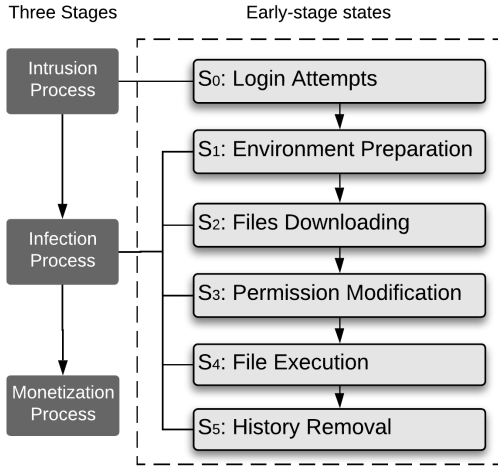 Three Stages
Early-stage states
Intrusion
Process
S0: Login Attempts
S1: Environment Preparation
S2: Files Downloading
Infection
Process
S3: Permission Modification
S4: File Execution
Monetization
Process
S5: History Removal